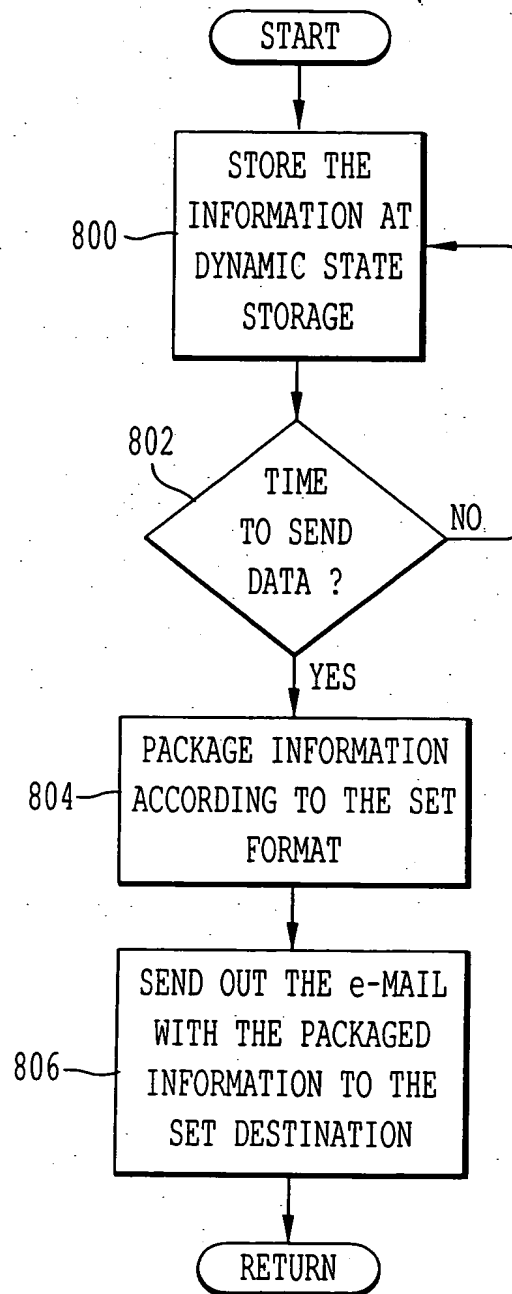 START
STORE THE
INFORMATION AT
DYNAMIC STATE
STORAGE
800
802
TIME
TO SEND
DATA ?
NO
YES
PACKAGE INFORMATION
ACCORDING TO THE SET
FORMAT
804
SEND OUT THE e-MAIL
WITH THE PACKAGED
INFORMATION TO THE
SET DESTINATION
806
RETURN